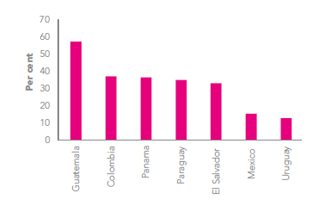 70
60
50
40
30
20
10
0
Per cent
Guatemala
Colombia
Panama
Paraguay
El Salvador
Mexico
Uruguay